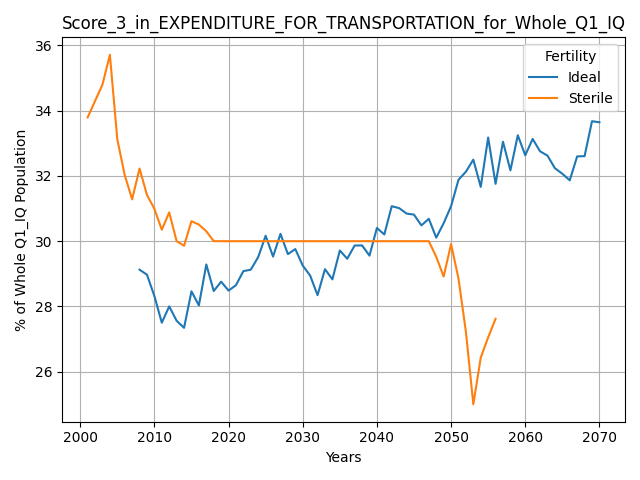 Score_3_in_EXPENDITURE_FOR_TRANSPORTATION_for_Whole_Q1_IQ
Fertility
Ideal
Sterile
% of Whole Q1_IQ Population
36
34
32
30
28
26
2000 2010 2020 2030 2040 2050 2060 2070
Years